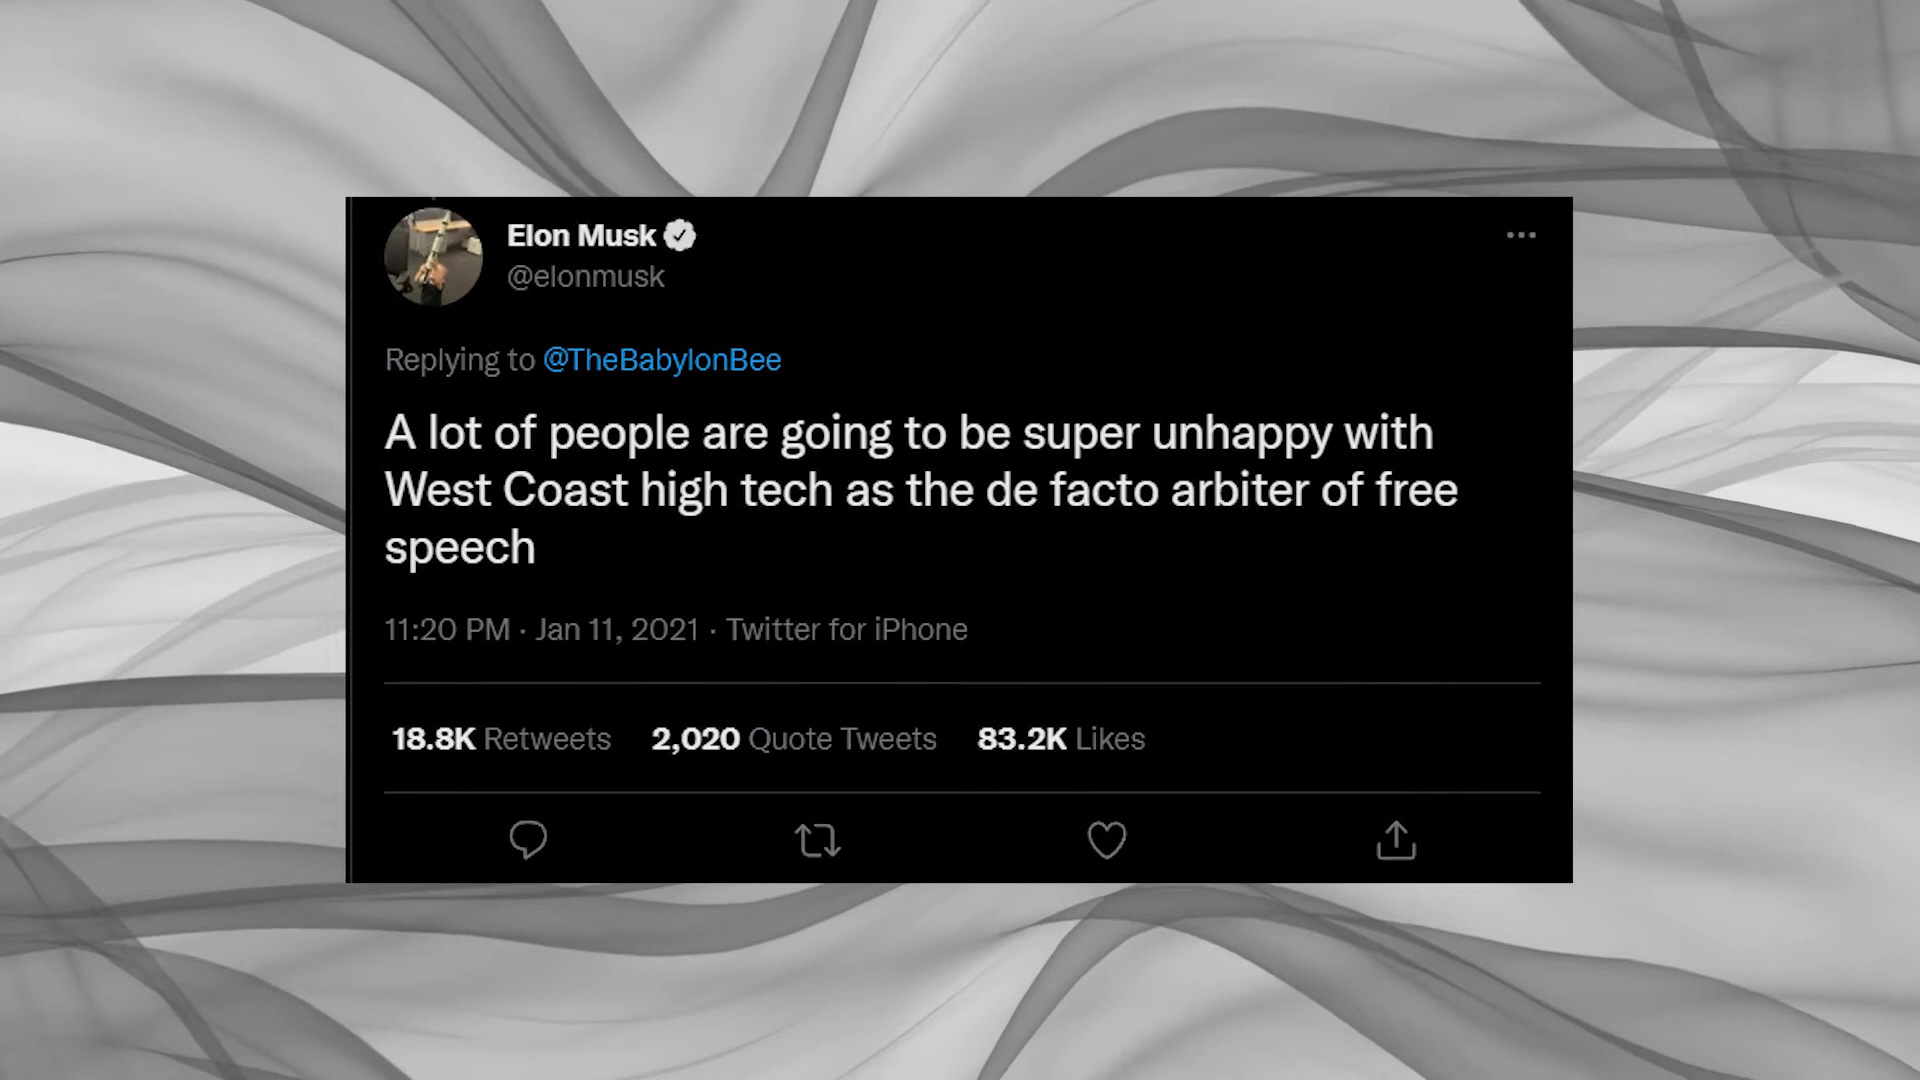 Elon Musk
@elonmusk
Replying to @TheBabylonBee
A lot of people are going to be super unhappy with
West Coast high tech as the de facto arbiter of free
speech
11:20 PM · Jan 11, 2021 · Twitter for iPhone
18.8K Retweets 2,020 Quote Tweets 83.2K Likes